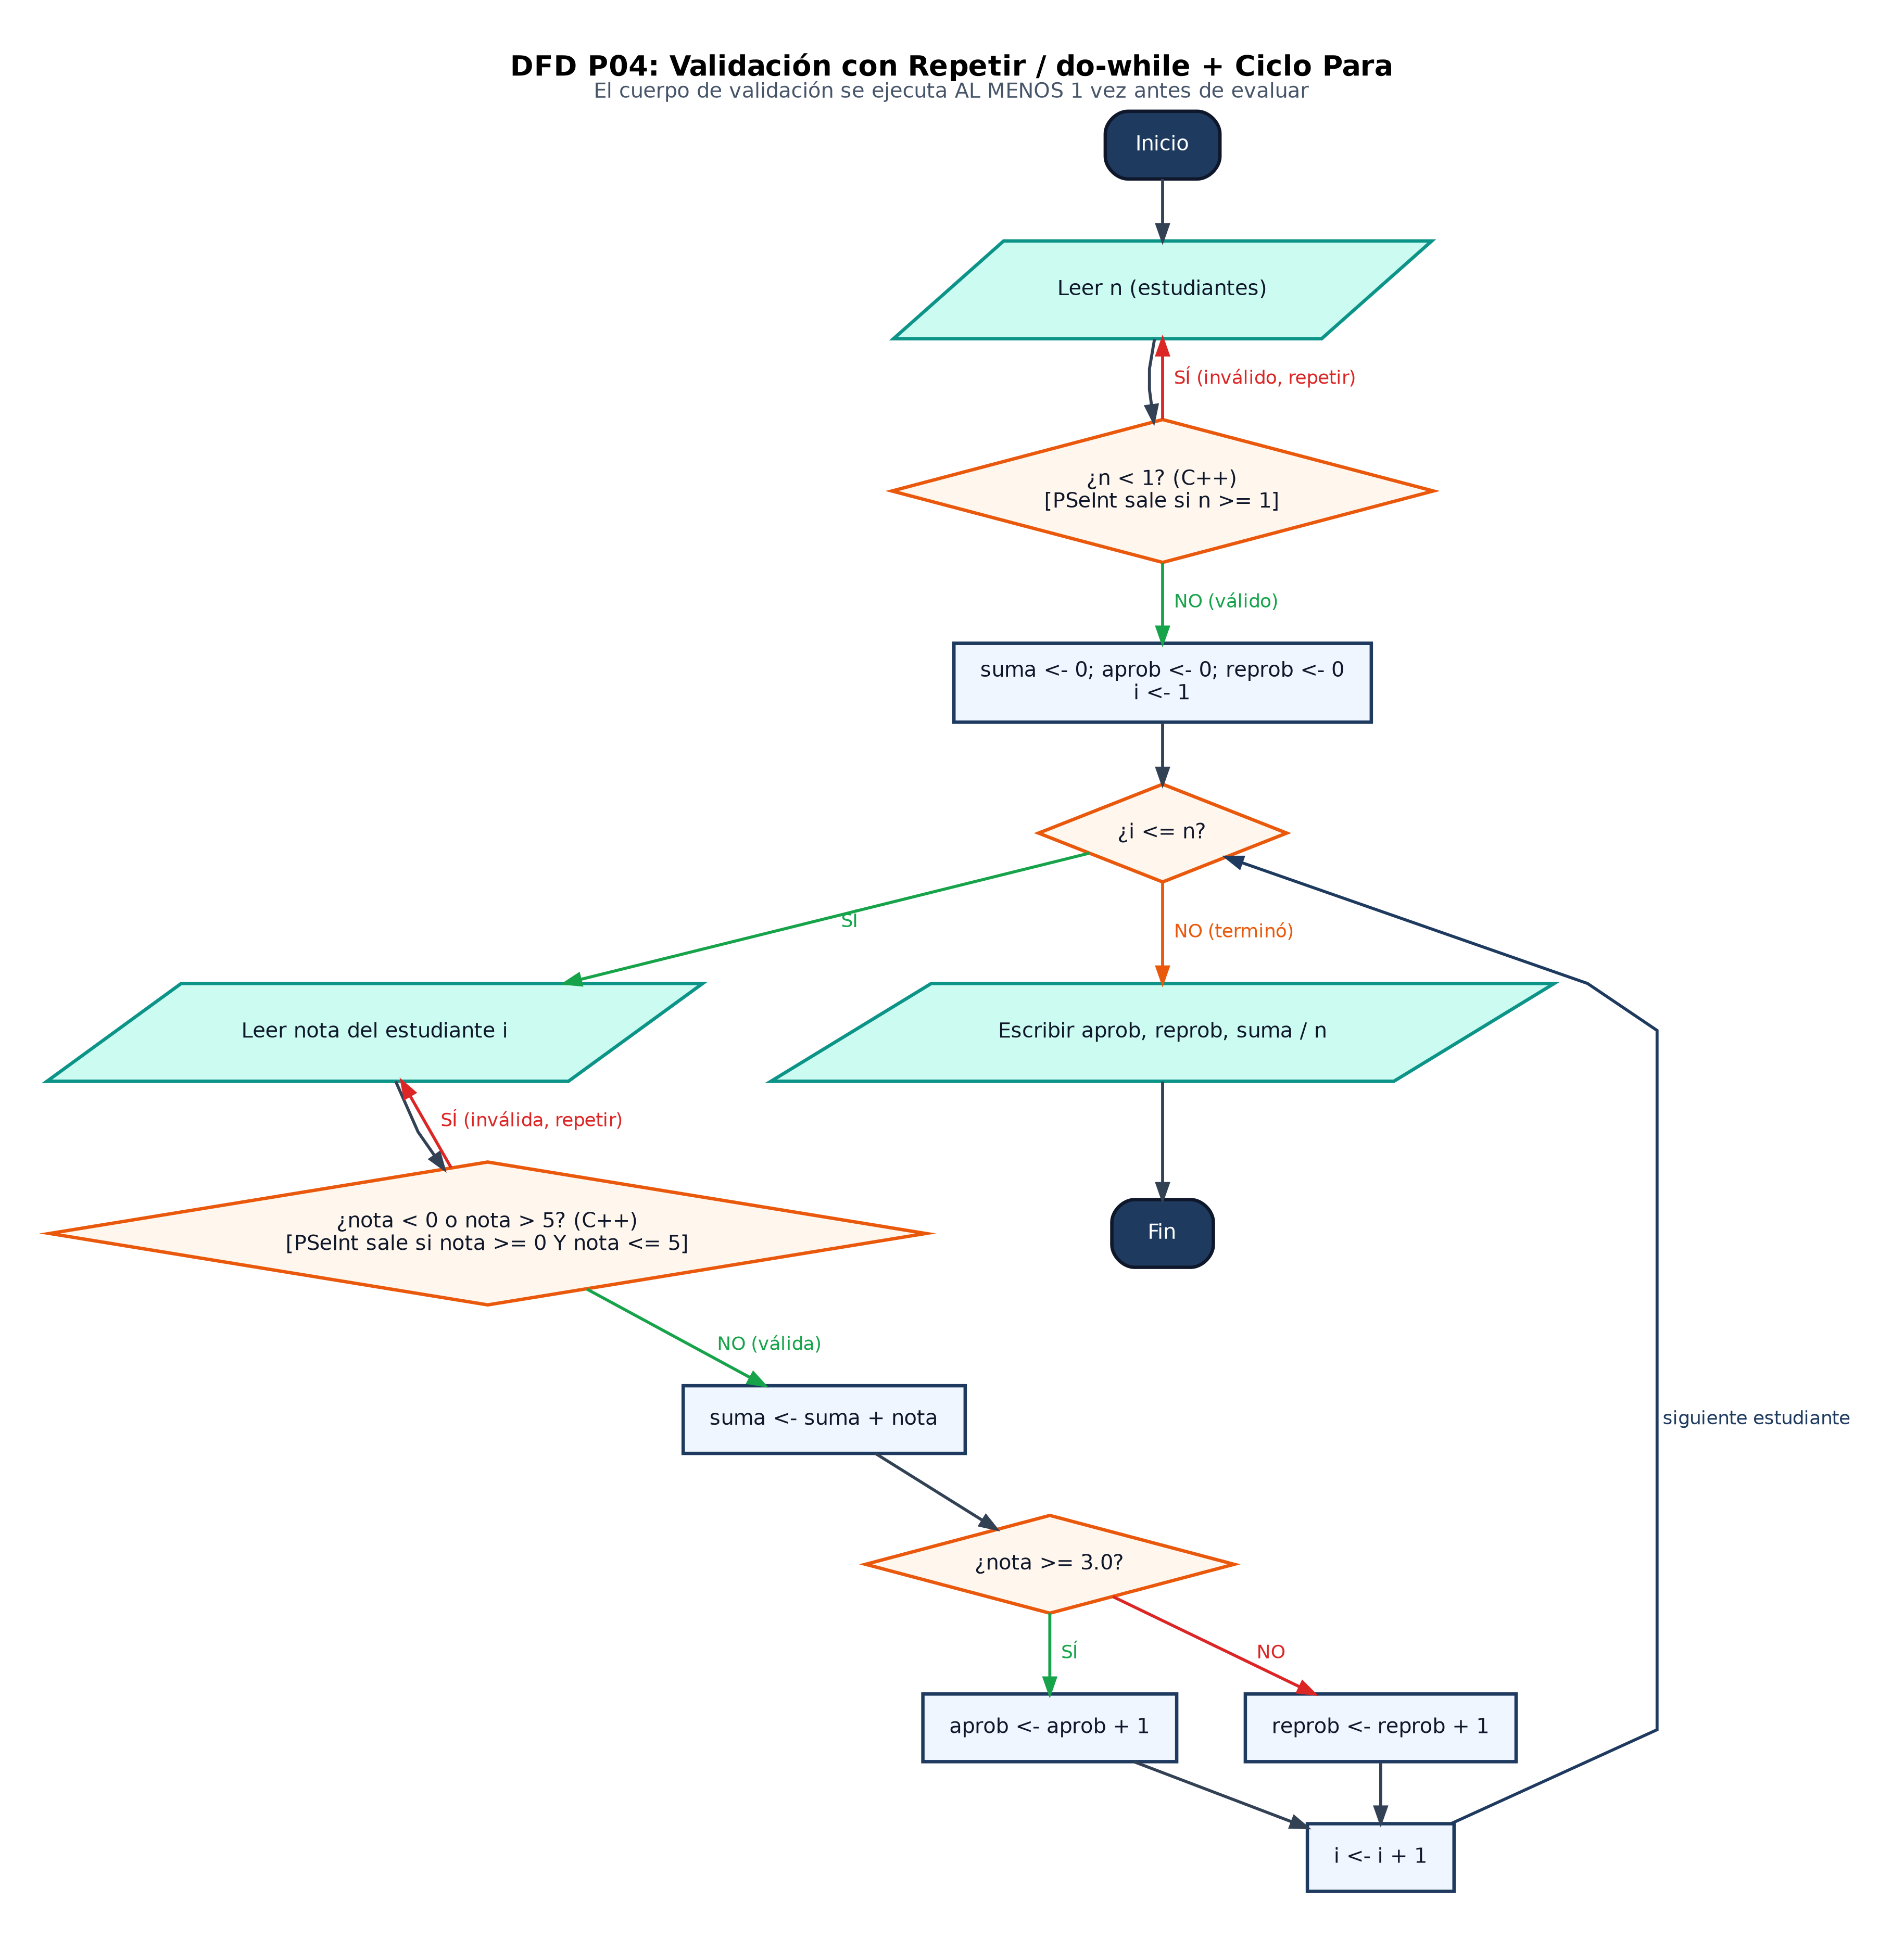 DFD P04: Validación con Repetir / do-while + Ciclo Para
El cuerpo de validación se ejecuta AL MENOS 1 vez antes de evaluar
Inicio
Leer n (estudiantes)
SÍ (inválido, repetir)
¿n < 1? (C++)
[PSeInt sale si n >= 1]
NO (válido)
suma <- 0; aprob <- 0; reprob <- 0
i <- 1
¿i <= n?
SÍ
NO (terminó)
Leer nota del estudiante i
Escribir aprob, reprob, suma / n
SÍ (inválida, repetir)
¿nota < 0 o nota > 5? (C++)
[PSeInt sale si nota >= 0 Y nota <= 5]
Fin
NO (válida)
suma <- suma + nota
siguiente estudiante
¿nota >= 3.0?
SÍ
NO
aprob <- aprob + 1
reprob <- reprob + 1
i <- i + 1